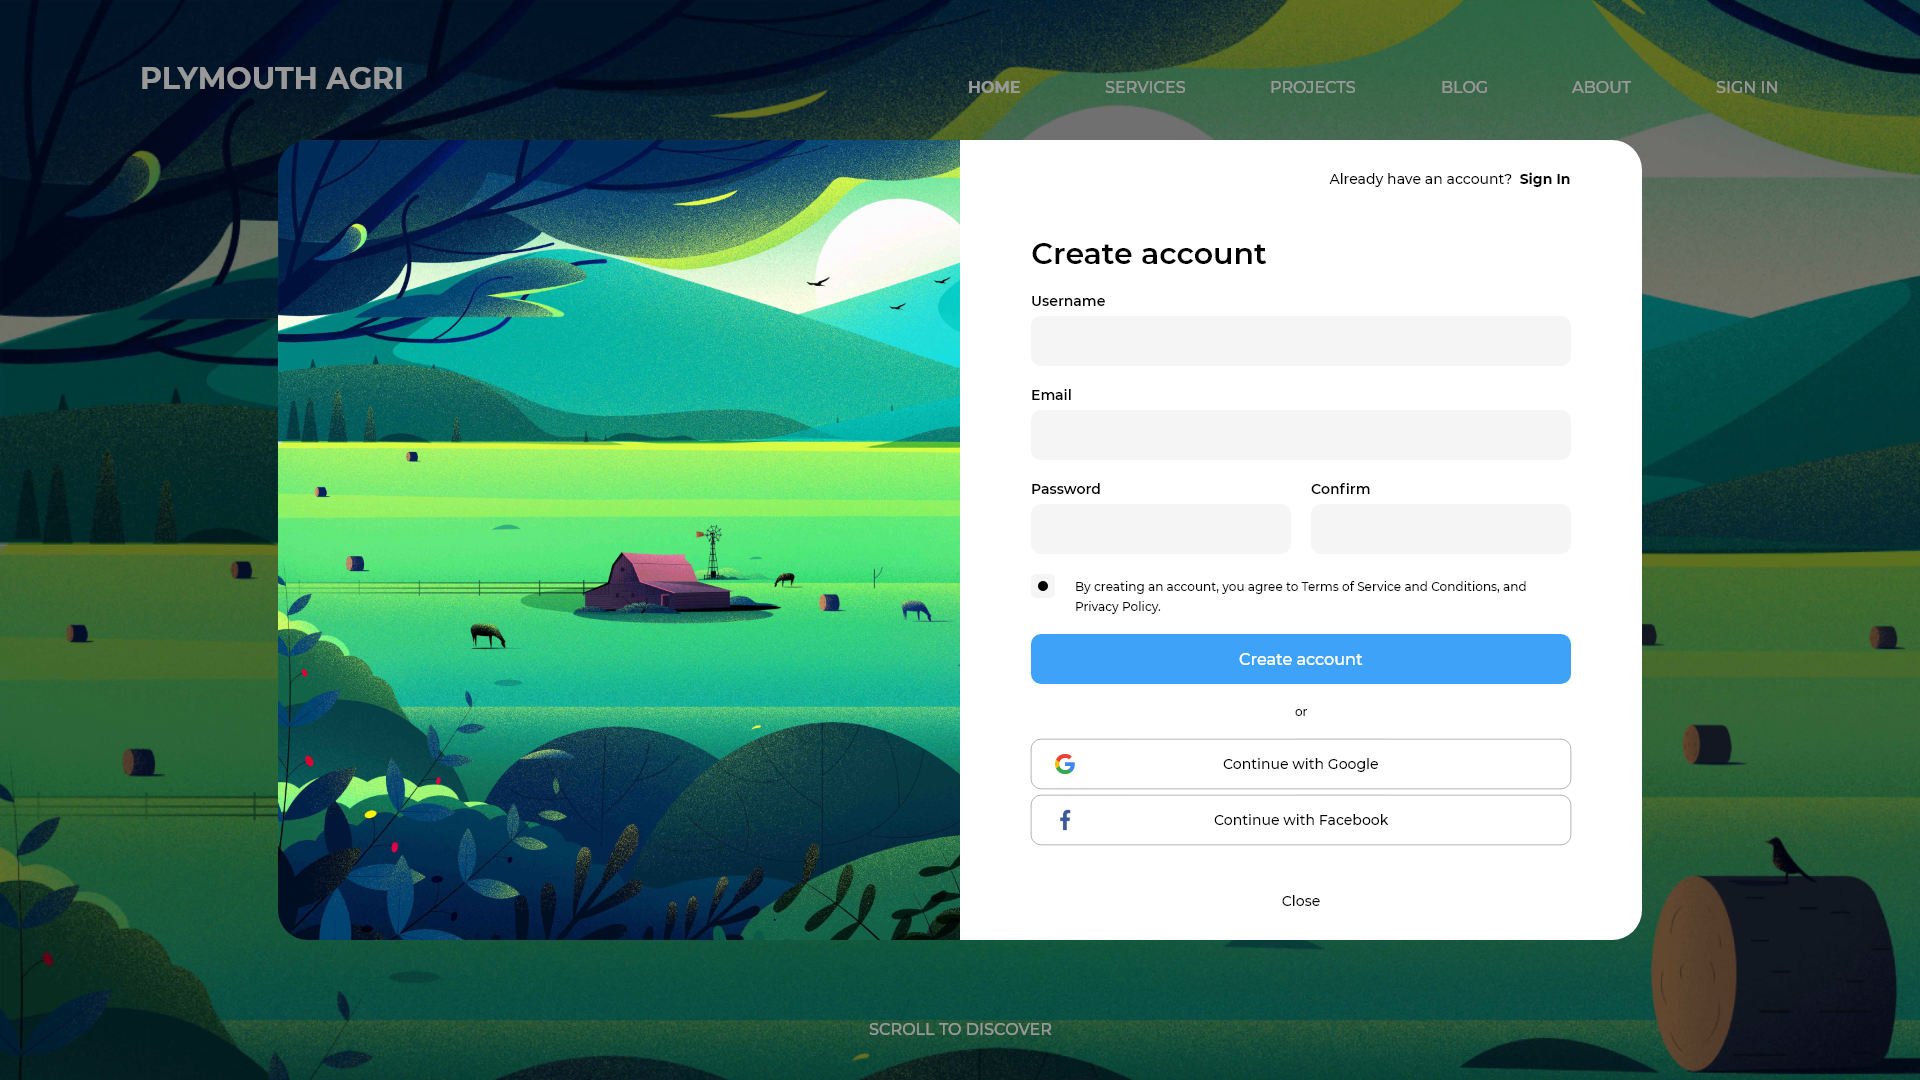 PLYMOUTH AGRI
HOME SERVICES PROJECTS BLOG ABOUT SIGN IN
Already have an account? Sign In
Create account
Username
Email
Password Confirm
By creating an account, you agree to Terms of Service and Conditions, and
Privacy Policy.
Create account
or
Continue with Google
Continue with Facebook
Close
SCROLL TO DISCOVER